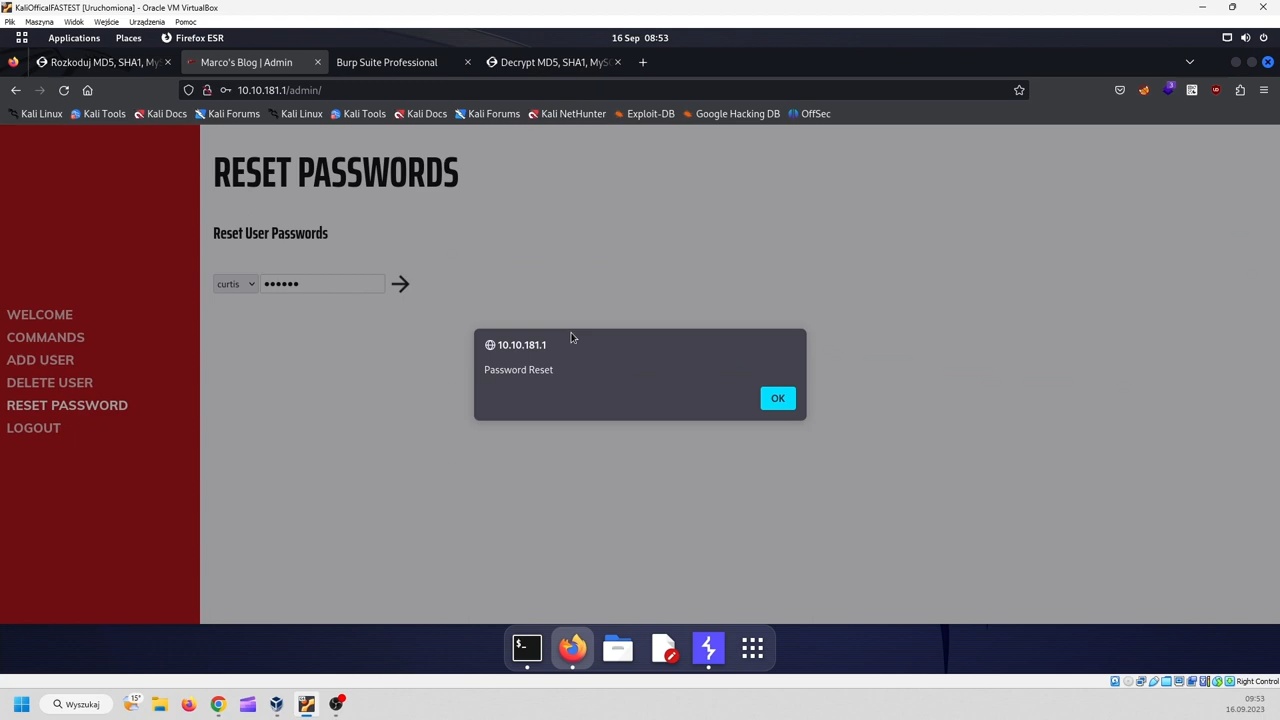 KaliOfficalFASTEST [Uruchomiona] - Oracle VM VirtualBox
Plik Maszyna Widok Wejście Urządzenia Pomoc
Applications Places Firefox ESR 16 Sep 08:53
Rozkoduj MD5, SHA1, MyS Marco's Blog | Admin Burp Suite Professional Decrypt MD5, SHA1, MyS
10.10.181.1/admin/
Kali Linux Kali Tools Kali Docs Kali Forums Kali Linux Kali Tools Kali Docs Kali Forums Kali NetHunter Exploit-DB Google Hacking DB OffSec
RESET PASSWORDS
Reset User Passwords
curtis ••••••
WELCOME
COMMANDS
ADD USER
DELETE USER
RESET PASSWORD
LOGOUT
10.10.181.1
Password Reset
OK
Right Control
15°
Wyszukaj
09:53
16.09.2023